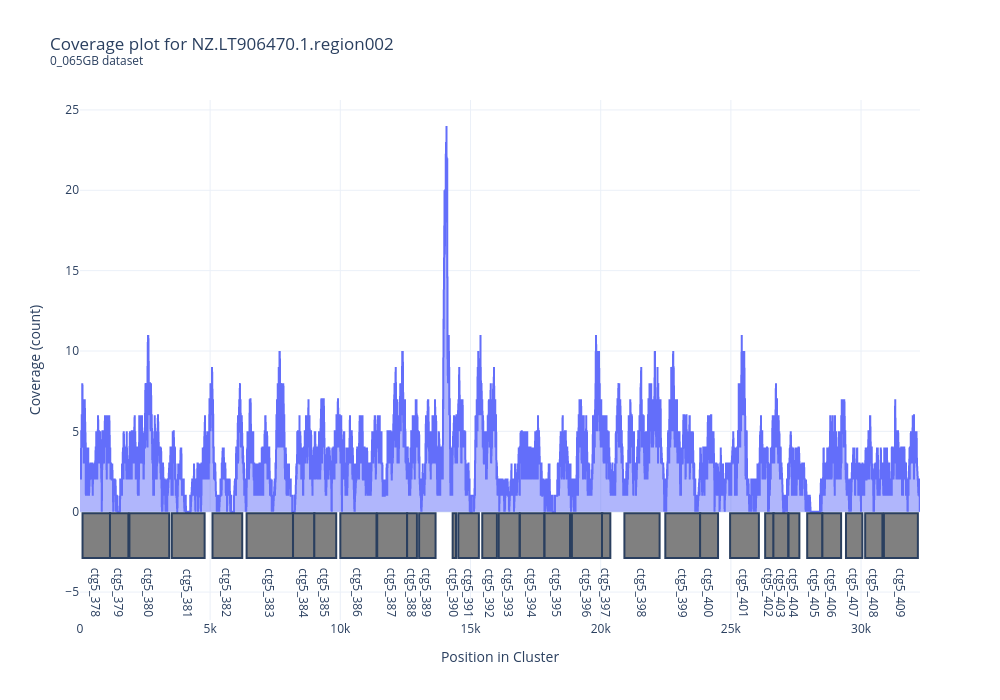 Coverage plot for NZ.LT906470.1.region002
0_065GB dataset
25
20
15
10
5
0
−5
Coverage (count)
ctg5_378
ctg5_379
ctg5_380
ctg5_381
ctg5_382
ctg5_383
ctg5_384
ctg5_385
ctg5_386
ctg5_387
ctg5_388
ctg5_389
ctg5_390
ctg5_391
ctg5_392
ctg5_393
ctg5_394
ctg5_395
ctg5_396
ctg5_397
ctg5_398
ctg5_399
ctg5_400
ctg5_401
ctg5_402
ctg5_403
ctg5_404
ctg5_405
ctg5_406
ctg5_407
ctg5_408
ctg5_409
0 5k 10k 15k 20k 25k 30k
Position in Cluster